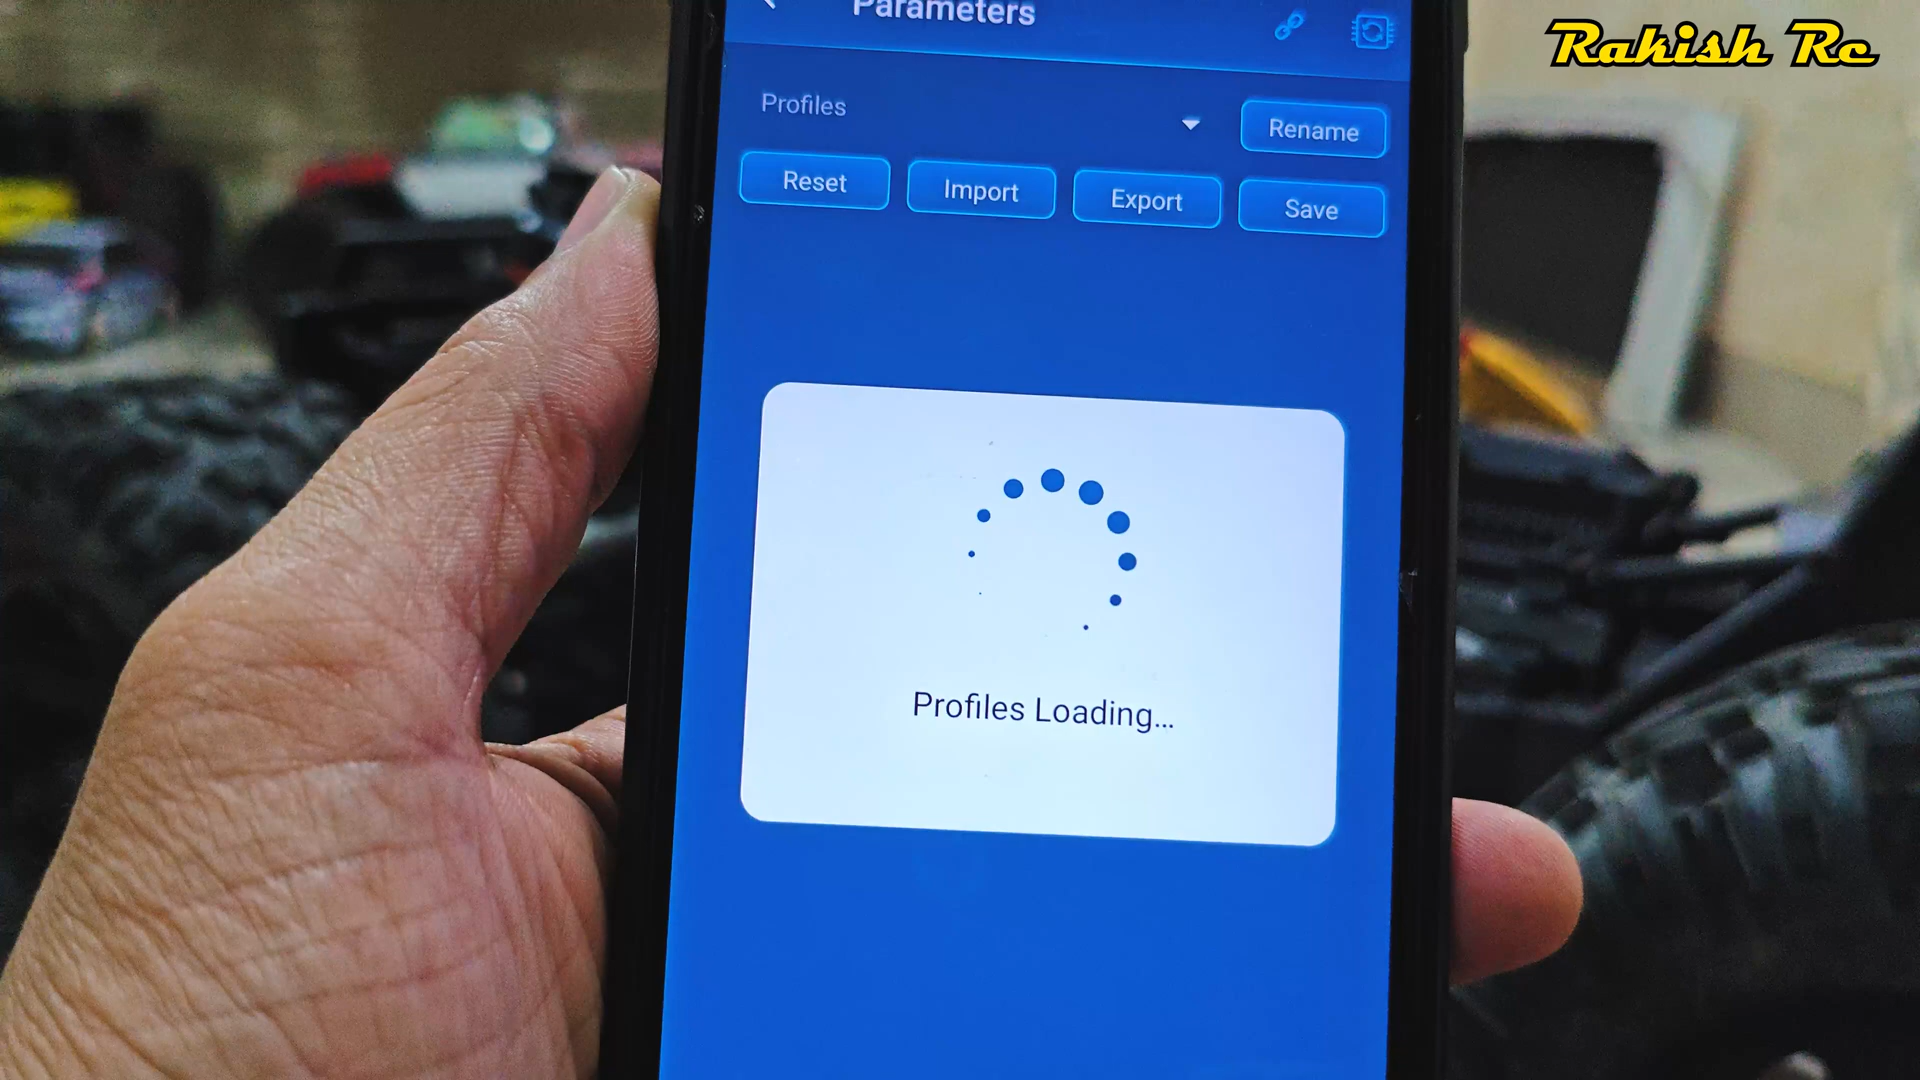 Parameters
Rakish Rc
Profiles
Rename
Reset
Import
Export
Save
Profiles Loading...